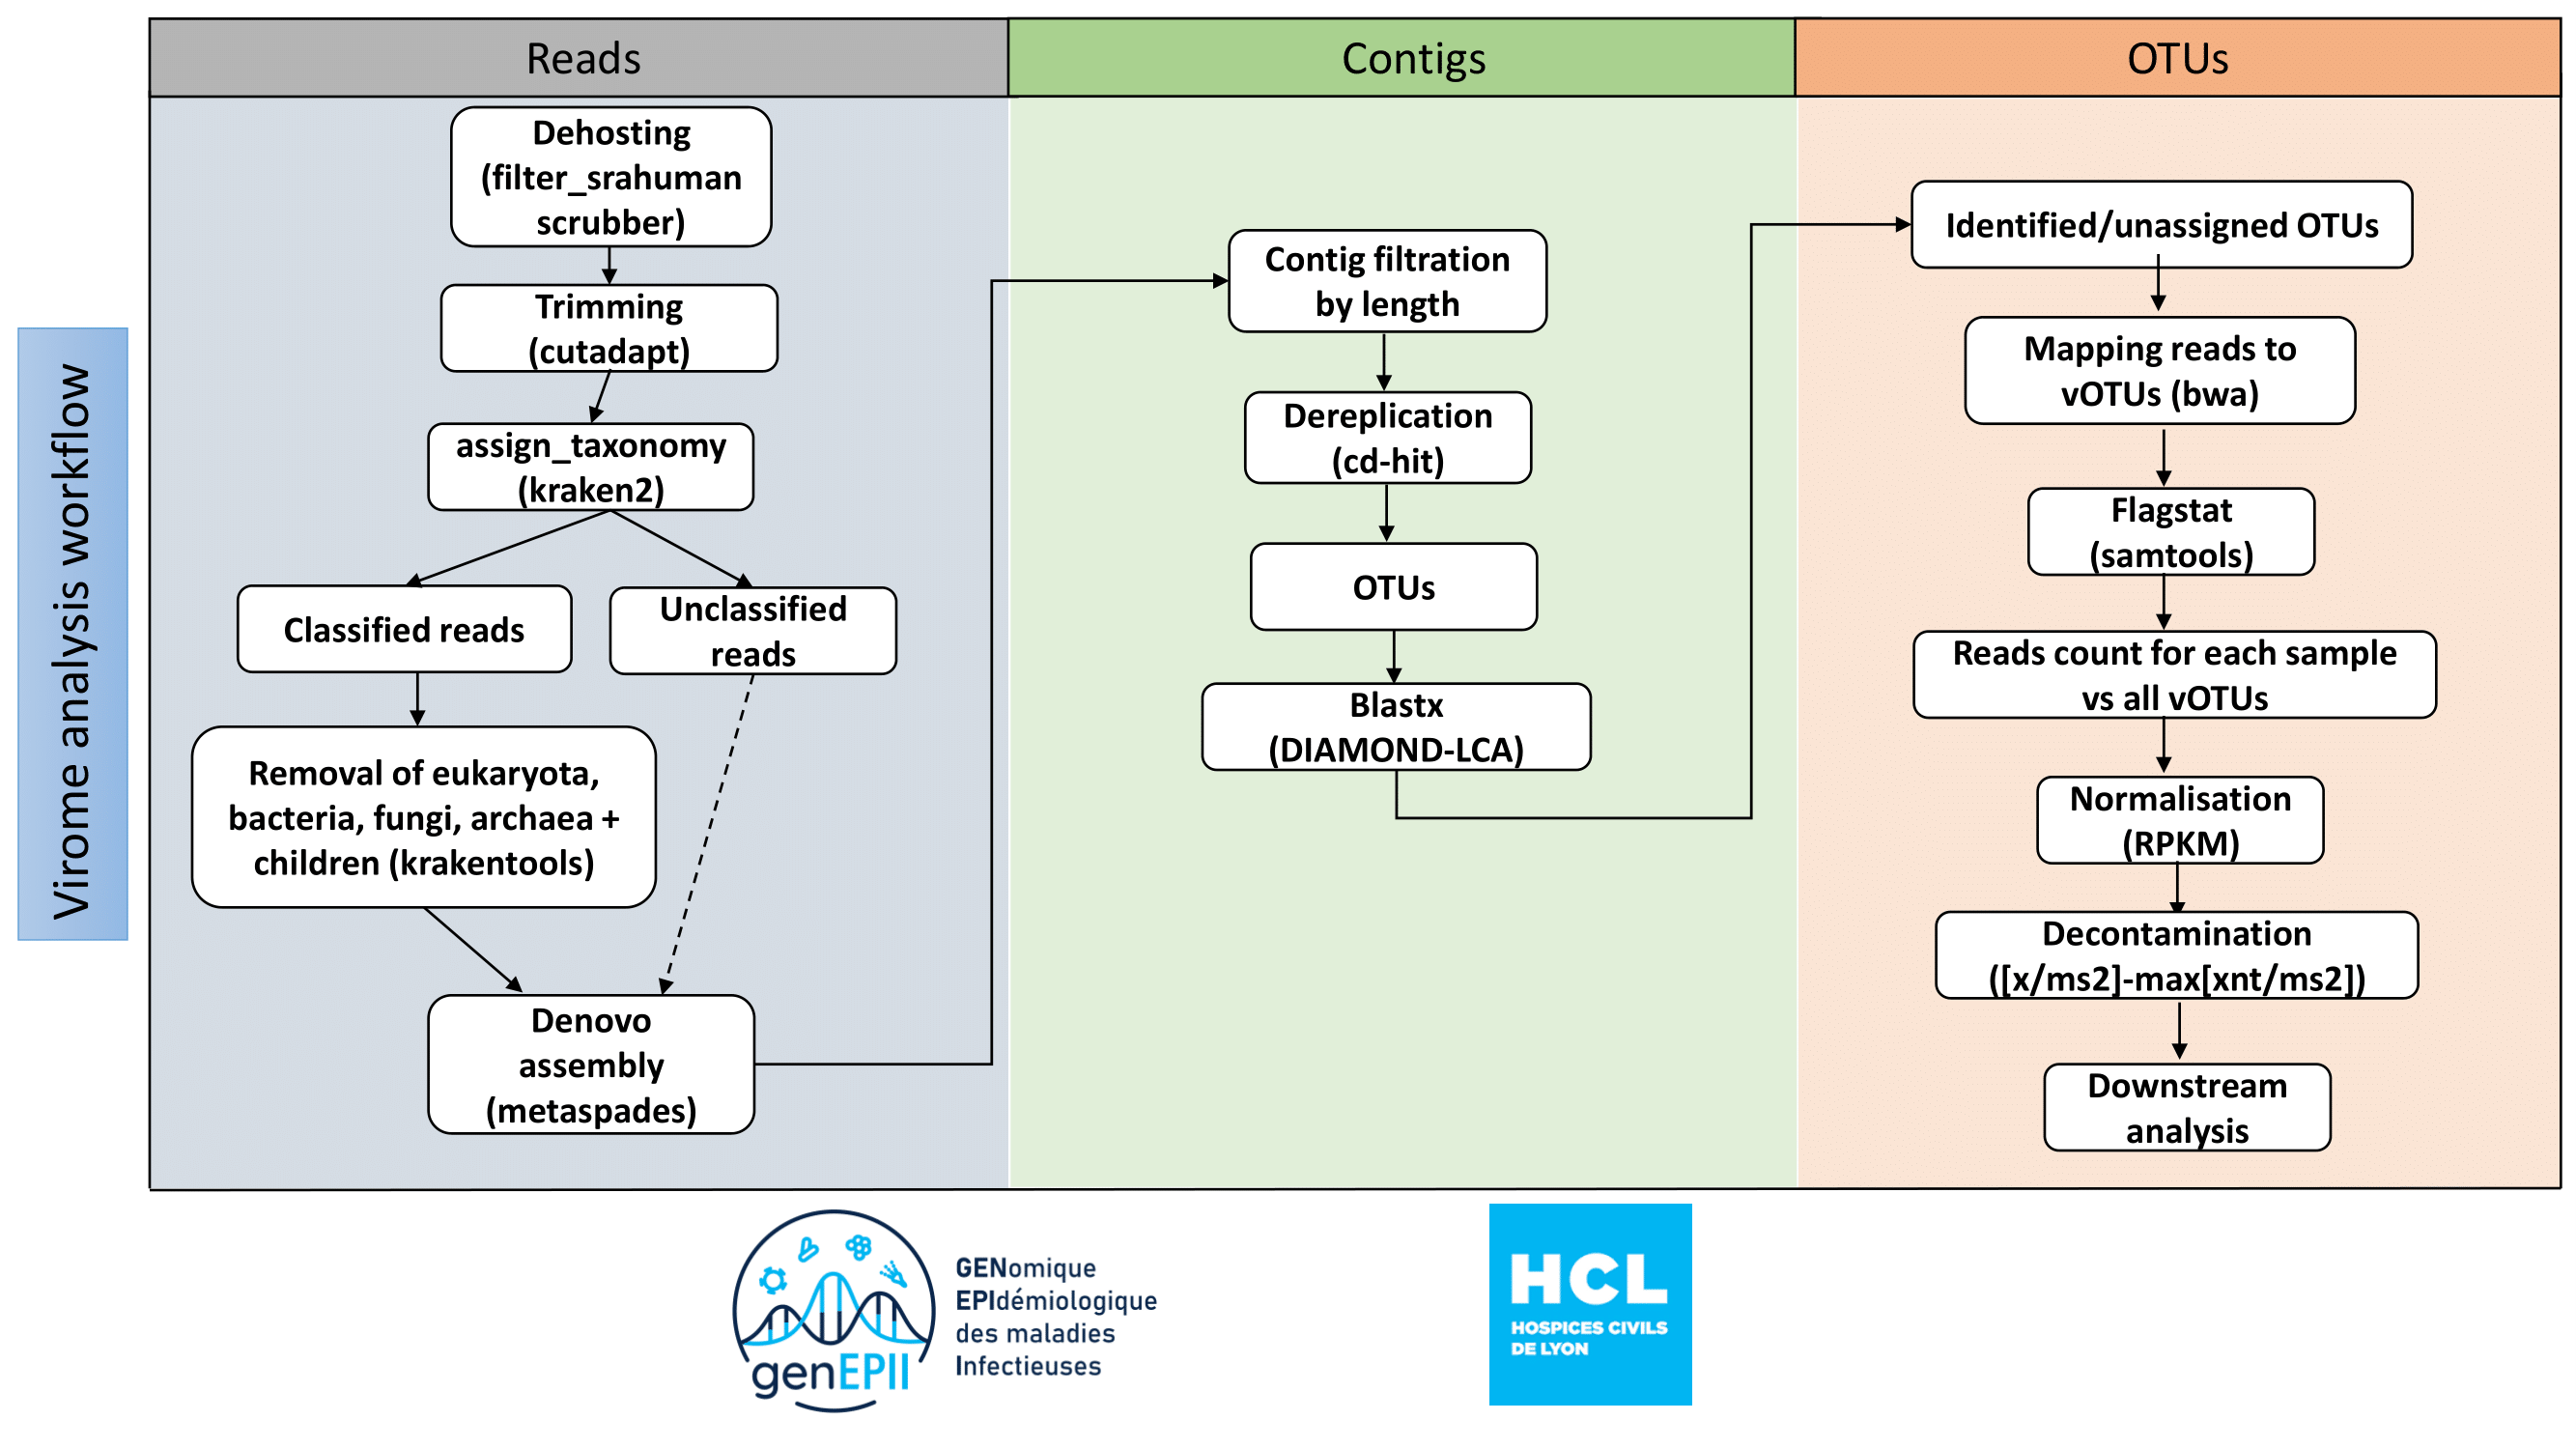 Virome analysis workflow
Reads
Contigs
OTUs
Dehosting
(filter_srahuman
scrubber)
Trimming
(cutadapt)
assign_taxonomy
(kraken2)
Classified reads
Unclassified
reads
Removal of eukaryota,
bacteria, fungi, archaea +
children (krakentools)
Denovo
assembly
(metaspades)
Contig filtration
by length
Dereplication
(cd-hit)
OTUs
Blastx
(DIAMOND-LCA)
Identified/unassigned OTUs
Mapping reads to
vOTUs (bwa)
Flagstat
(samtools)
Reads count for each sample
vs all vOTUs
Normalisation
(RPKM)
Decontamination
([x/ms2]-max[xnt/ms2])
Downstream
analysis
genEPII
GENomique
EPIdémiologique
des maladies
Infectieuses
HCL
HOSPICES CIVILS
DE LYON